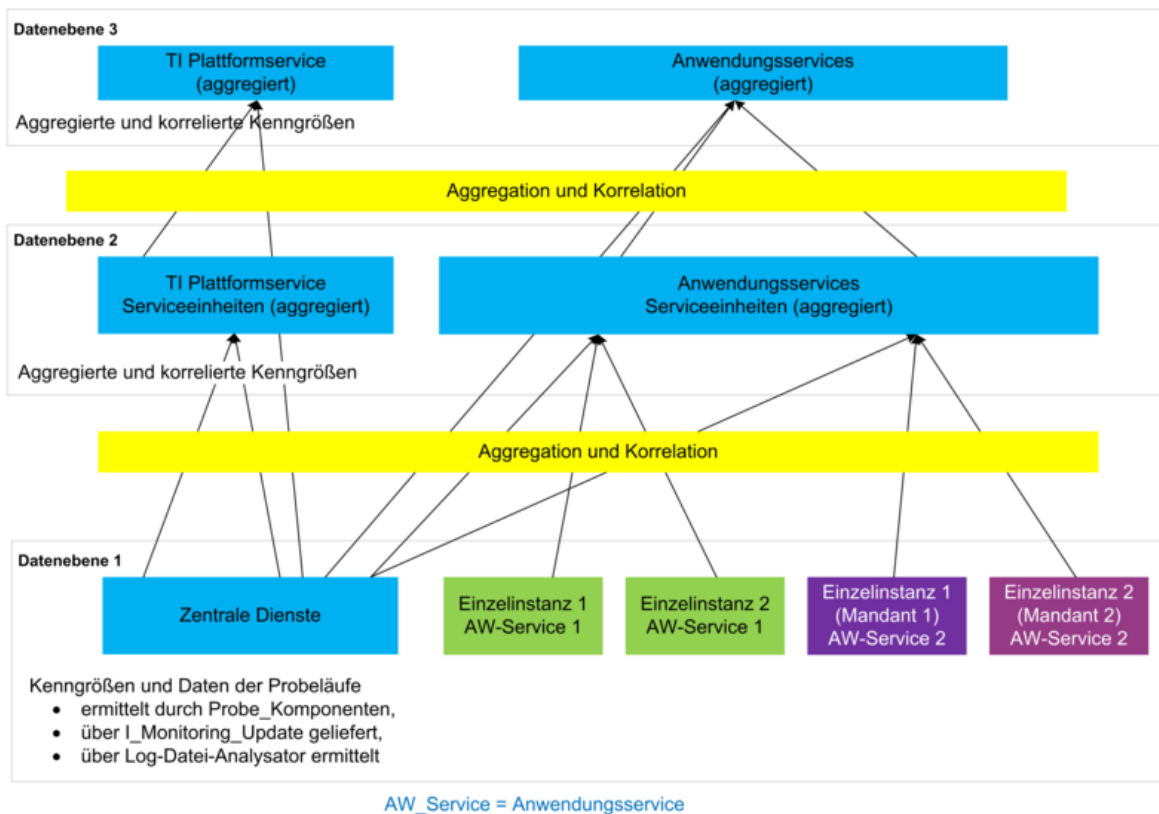 Datenebene 3
TI Plattformservice
(aggregiert)
Anwendungsservices
(aggregiert)
Aggregierte und korrelierte Kenngrößen
Aggregation und Korrelation
Datenebene 2
TI Plattformservice
Serviceeinheiten (aggregiert)
Anwendungsservices
Serviceeinheiten (aggregiert)
Aggregierte und korrelierte Kenngrößen
Aggregation und Korrelation
Datenebene 1
Zentrale Dienste
Einzelinstanz 1
AW-Service 1
Einzelinstanz 2
AW-Service 1
Einzelinstanz 1
(Mandant 1)
AW-Service 2
Einzelinstanz 2
(Mandant 2)
AW-Service 2
Kenngrößen und Daten der Probeläufe
• ermittelt durch Probe_Komponenten,
• über I_Monitoring_Update geliefert,
• über Log-Datei-Analysator ermittelt
AW_Service = Anwendungsservice